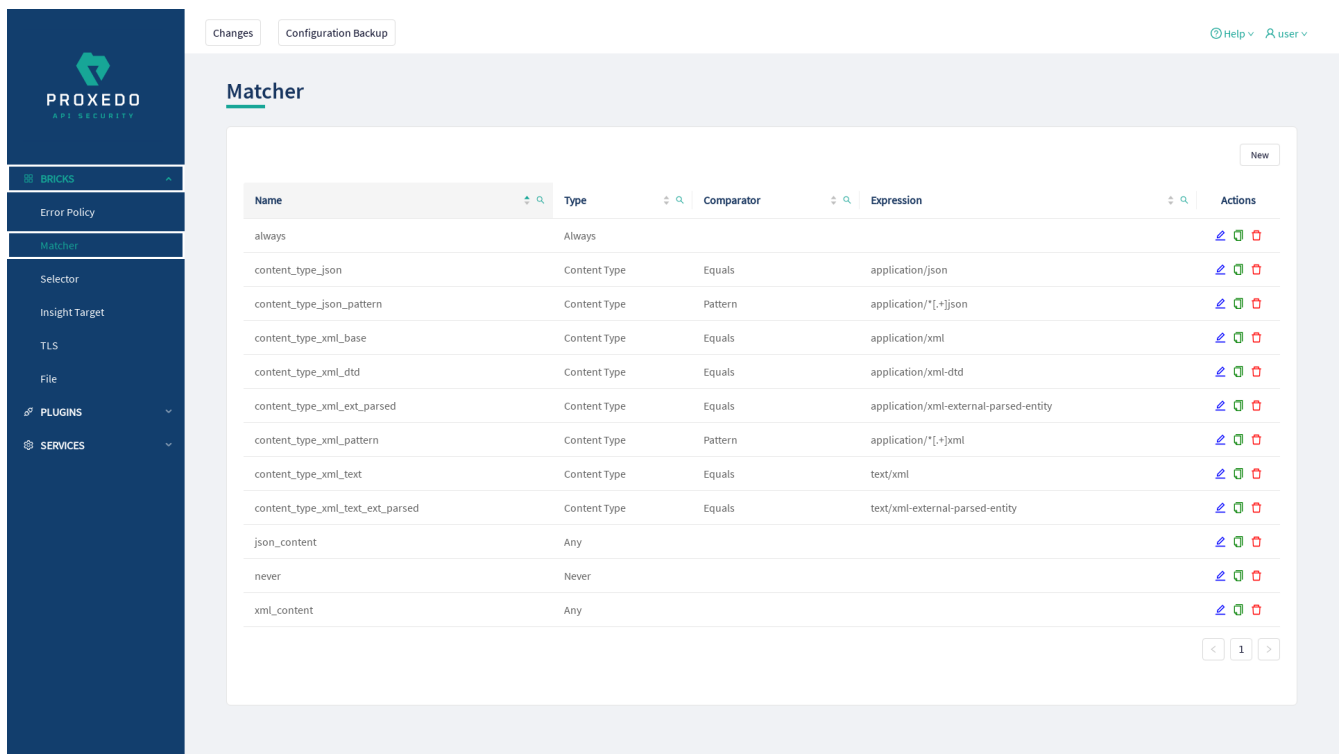 Changes Configuration Backup Help user
PROXEDO
API SECURITY
Matcher
New
BRICKS
Error Policy
Matcher
Selector
Insight Target
TLS
File
PLUGINS
SERVICES
Name Type Comparator Expression Actions
always Always
content_type_json Content Type Equals application/json
content_type_json_pattern Content Type Pattern application/*[.+]json
content_type_xml_base Content Type Equals application/xml
content_type_xml_dtd Content Type Equals application/xml-dtd
content_type_xml_ext_parsed Content Type Equals application/xml-external-parsed-entity
content_type_xml_pattern Content Type Pattern application/*[.+]xml
content_type_xml_text Content Type Equals text/xml
content_type_xml_text_ext_parsed Content Type Equals text/xml-external-parsed-entity
json_content Any
never Never
xml_content Any
< 1 >